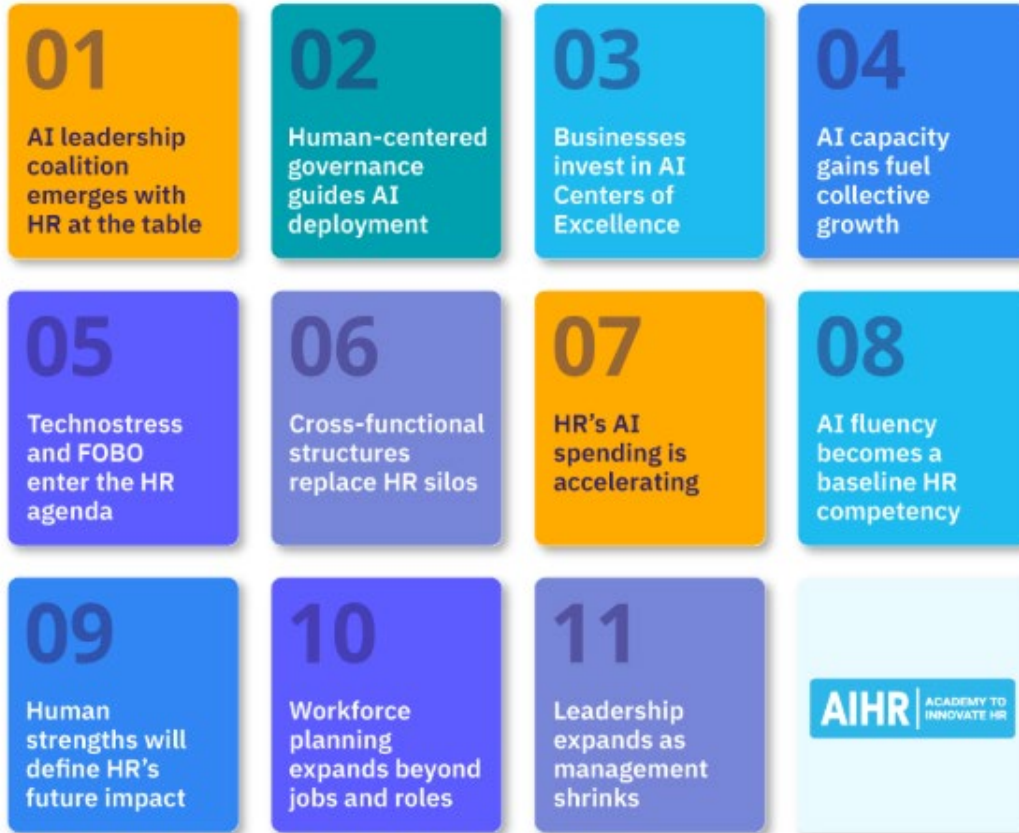 01
AI leadership
coalition
emerges with
HR at the table
02
Human-centered
governance
guides AI
deployment
03
Businesses
invest in AI
Centers of
Excellence
04
AI capacity
gains fuel
collective
growth
05
Technostress
and FOBO
enter the HR
agenda
06
Cross-functional
structures
replace HR silos
07
HR’s AI
spending is
accelerating
08
AI fluency
becomes a
baseline HR
competency
09
Human
strengths will
define HR’s
future impact
10
Workforce
planning
expands beyond
jobs and roles
11
Leadership
expands as
management
shrinks
AIHR
ACADEMY TO
INNOVATE HR